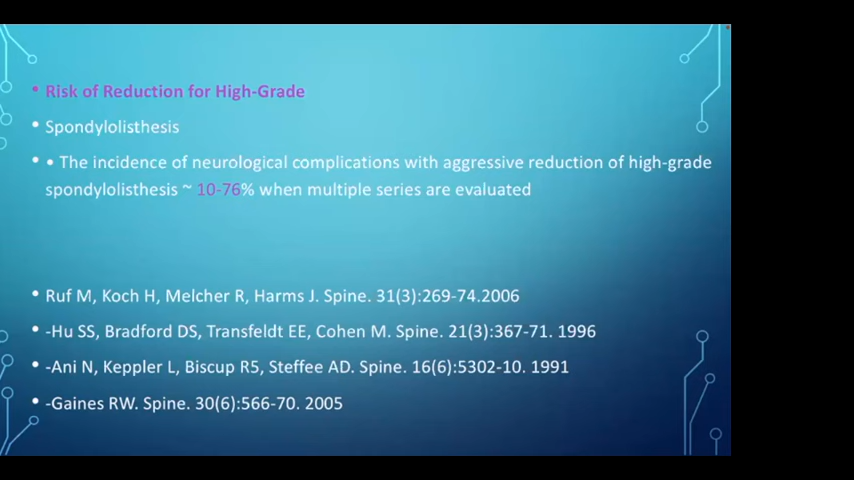 • Risk of Reduction for High-Grade
• Spondylolisthesis
• • The incidence of neurological complications with aggressive reduction of high-grade
spondylolisthesis ~ 10-76% when multiple series are evaluated
• Ruf M, Koch H, Melcher R, Harms J. Spine. 31(3):269-74.2006
• -Hu SS, Bradford DS, Transfeldt EE, Cohen M. Spine. 21(3):367-71. 1996
• -Ani N, Keppler L, Biscup R5, Steffee AD. Spine. 16(6):5302-10. 1991
• -Gaines RW. Spine. 30(6):566-70. 2005